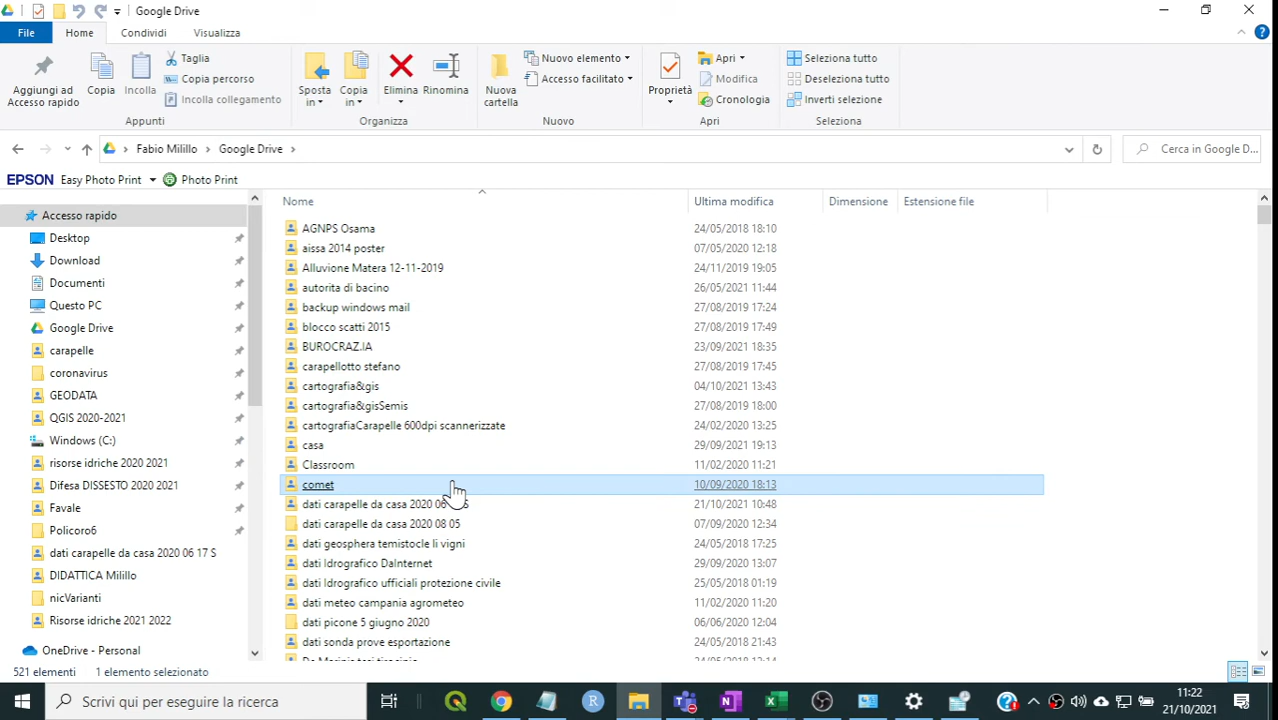 Google Drive
File Home Condividi Visualizza
Aggiungi ad Accesso rapido
Copia
Incolla
Taglia
Copia percorso
Incolla collegamento
Appunti
Sposta in
Copia in
Elimina
Rinomina
Organizza
Nuova cartella
Nuovo elemento
Accesso facilitato
Nuovo
Proprietà
Apri
Modifica
Cronologia
Apri
Seleziona tutto
Deseleziona tutto
Inverti selezione
Selezione
Fabio Milillo > Google Drive >
Cerca in Google D...
EPSON Easy Photo Print Photo Print
Accesso rapido
Desktop
Download
Documenti
Questo PC
Google Drive
carapelle
coronavirus
GEODATA
QGIS 2020-2021
Windows (C:)
risorse idriche 2020 2021
Difesa DISSESTO 2020 2021
Favale
Policoro6
dati carapelle da casa 2020 06 17 S
DIDATTICA Milillo
nicVarianti
Risorse idriche 2021 2022
OneDrive - Personal
Nome Ultima modifica Dimensione Estensione file
AGNPS Osama 24/05/2018 18:10
aissa 2014 poster 07/05/2020 12:18
Alluvione Matera 12-11-2019 24/11/2019 19:05
autorita di bacino 26/05/2021 11:44
backup windows mail 27/08/2019 17:24
blocco scatti 2015 27/08/2019 17:49
BUROCRAZ.IA 23/09/2021 18:35
carapellotto stefano 27/08/2019 17:45
cartografia&gis 04/10/2021 13:43
cartografia&gisSemis 27/08/2019 18:00
cartografiaCarapelle 600dpi scannerizzate 24/02/2020 13:25
casa 29/09/2021 19:13
Classroom 11/02/2020 11:21
comet 10/09/2020 18:13
dati carapelle da casa 2020 06 S 21/10/2021 10:48
dati carapelle da casa 2020 08 05 07/09/2020 12:34
dati geosphera temistocle li vigni 24/05/2018 17:25
dati Idrografico DaInternet 29/09/2020 13:07
dati Idrografico ufficiali protezione civile 25/05/2018 01:19
dati meteo campania agrometeo 11/02/2020 11:20
dati picone 5 giugno 2020 06/06/2020 12:04
dati sonda prove esportazione 24/05/2018 21:43
521 elementi 1 elemento selezionato
Scrivi qui per eseguire la ricerca
11:22
21/10/2021